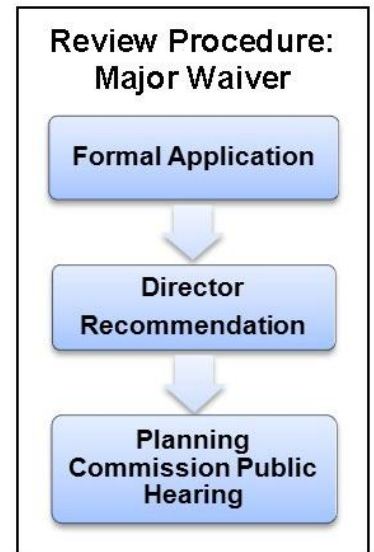 Review Procedure:
Major Waiver
Formal Application
Director
Recommendation
Planning
Commission Public
Hearing